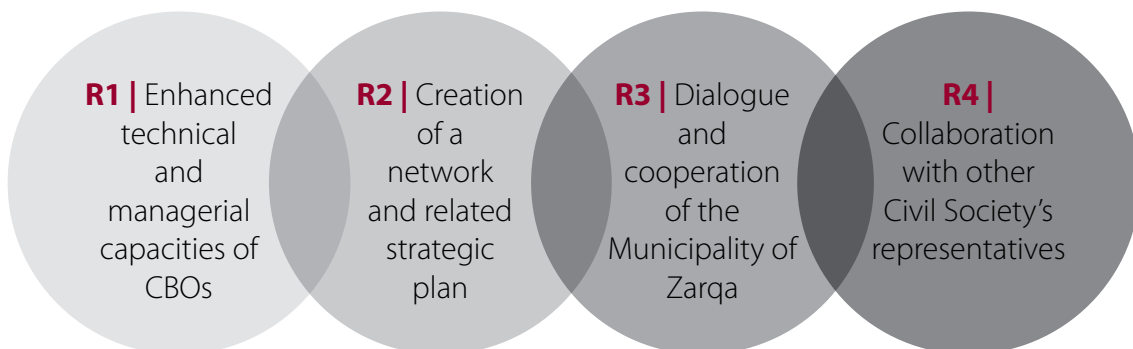 R1 | Enhanced
technical
and
managerial
capacities of
CBOs
R2 | Creation
of a
network
and related
strategic
plan
R3 | Dialogue
and
cooperation
of the
Municipality of
Zarqa
R4 |
Collaboration
with other
Civil Society’s
representatives